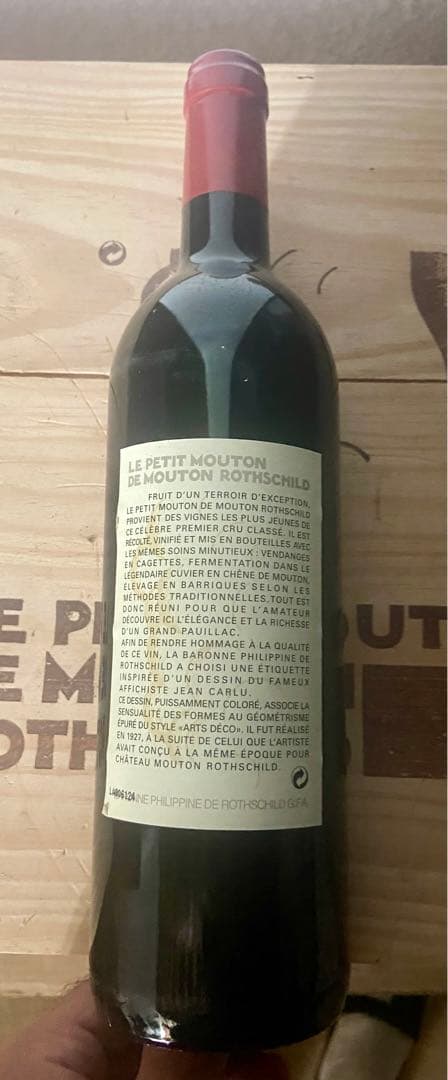 LE PETIT MOUTON
DE MOUTON ROTHSCHILD
FRUIT D'UN TERROIR D'EXCEPTION,
LE PETIT MOUTON DE MOUTON ROTHSCHILD
PROVIENT DES VIGNES LES PLUS JEUNES DE
CE CÉLÈBRE PREMIER CRU CLASSÉ. IL EST
RÉCOLTÉ, VINIFIÉ ET MIS EN BOUTEILLES AVEC
LES MÊMES SOINS MINUTIEUX : VENDANGES
EN CAGETTES, FERMENTATION DANS LE
LÉGENDAIRE CUVIER EN CHÊNE DE MOUTON,
ÉLEVAGE EN BARRIQUES SELON LES
MÉTHODES TRADITIONNELLES. TOUT EST
DONC RÉUNI POUR QUE L'AMATEUR
DÉCOUVRE ICI L'ÉLÉGANCE ET LA RICHESSE
D'UN GRAND PAUILLAC.
AFIN DE RENDRE HOMMAGE À LA QUALITÉ
DE CE VIN, LA BARONNE PHILIPPINE DE
ROTHSCHILD A CHOISI UNE ÉTIQUETTE
INSPIRÉE D'UN DESSIN DU FAMEUX
AFFICHISTE JEAN CARLU.
CE DESSIN, PUISSAMMENT COLORÉ, ASSOCIE LA
SENSUALITÉ DES FORMES AU GÉOMÉTRISME
ÉPURÉ DU STYLE «ARTS DÉCO». IL FUT RÉALISÉ
EN 1927, À LA SUITE DE CELUI QUE L'ARTISTE
AVAIT CONÇU À LA MÊME ÉPOQUE POUR
CHÂTEAU MOUTON ROTHSCHILD.
NE PHILIPPINE DE ROTHSCHILD G.F.A.
E P OUT
E M
OTH